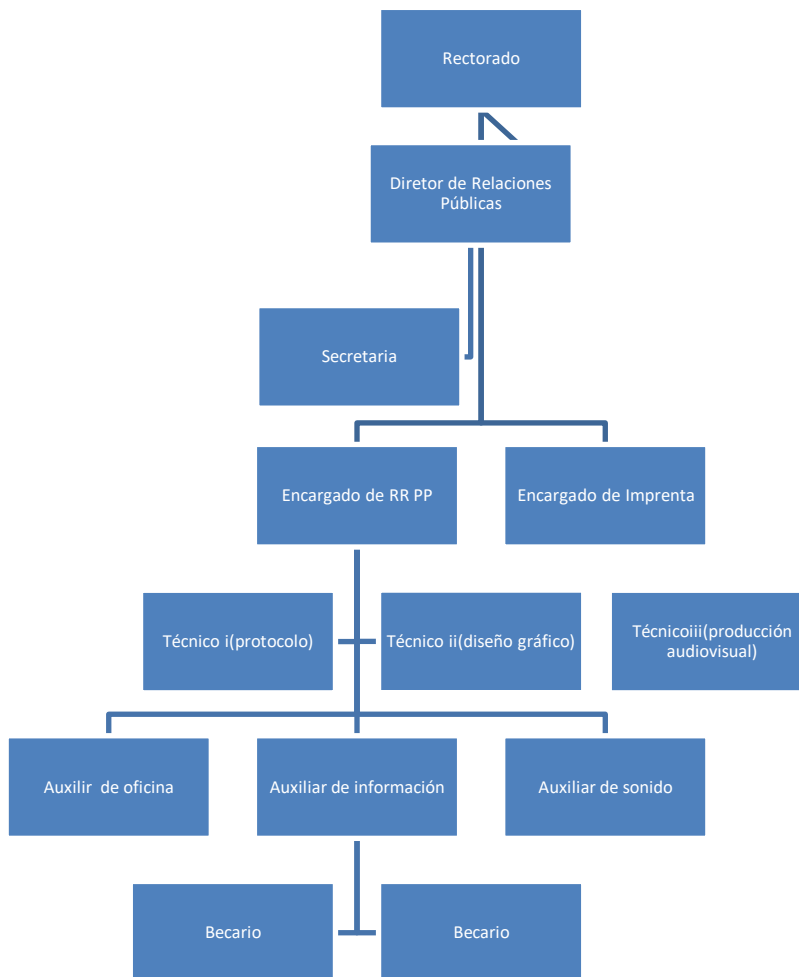 Rectorado
Diretor de Relaciones
Públicas
Secretaria
Encargado de RR PP
Encargado de Imprenta
Técnico i(protocolo)
Técnico ii(diseño gráfico)
Técnicoiii(producción
audiovisual)
Auxilir de oficina
Auxiliar de información
Auxiliar de sonido
Becario
Becario